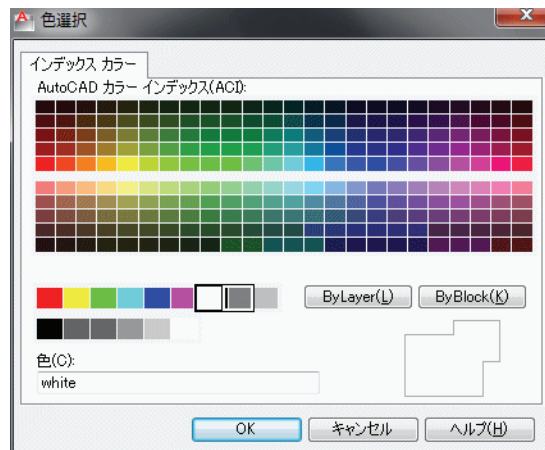 色選択
インデックス カラー
AutoCAD カラー インデックス(ACI):
ByLayer(L) ByBlock(K)
色(C):
white
OK キャンセル ヘルプ(H)